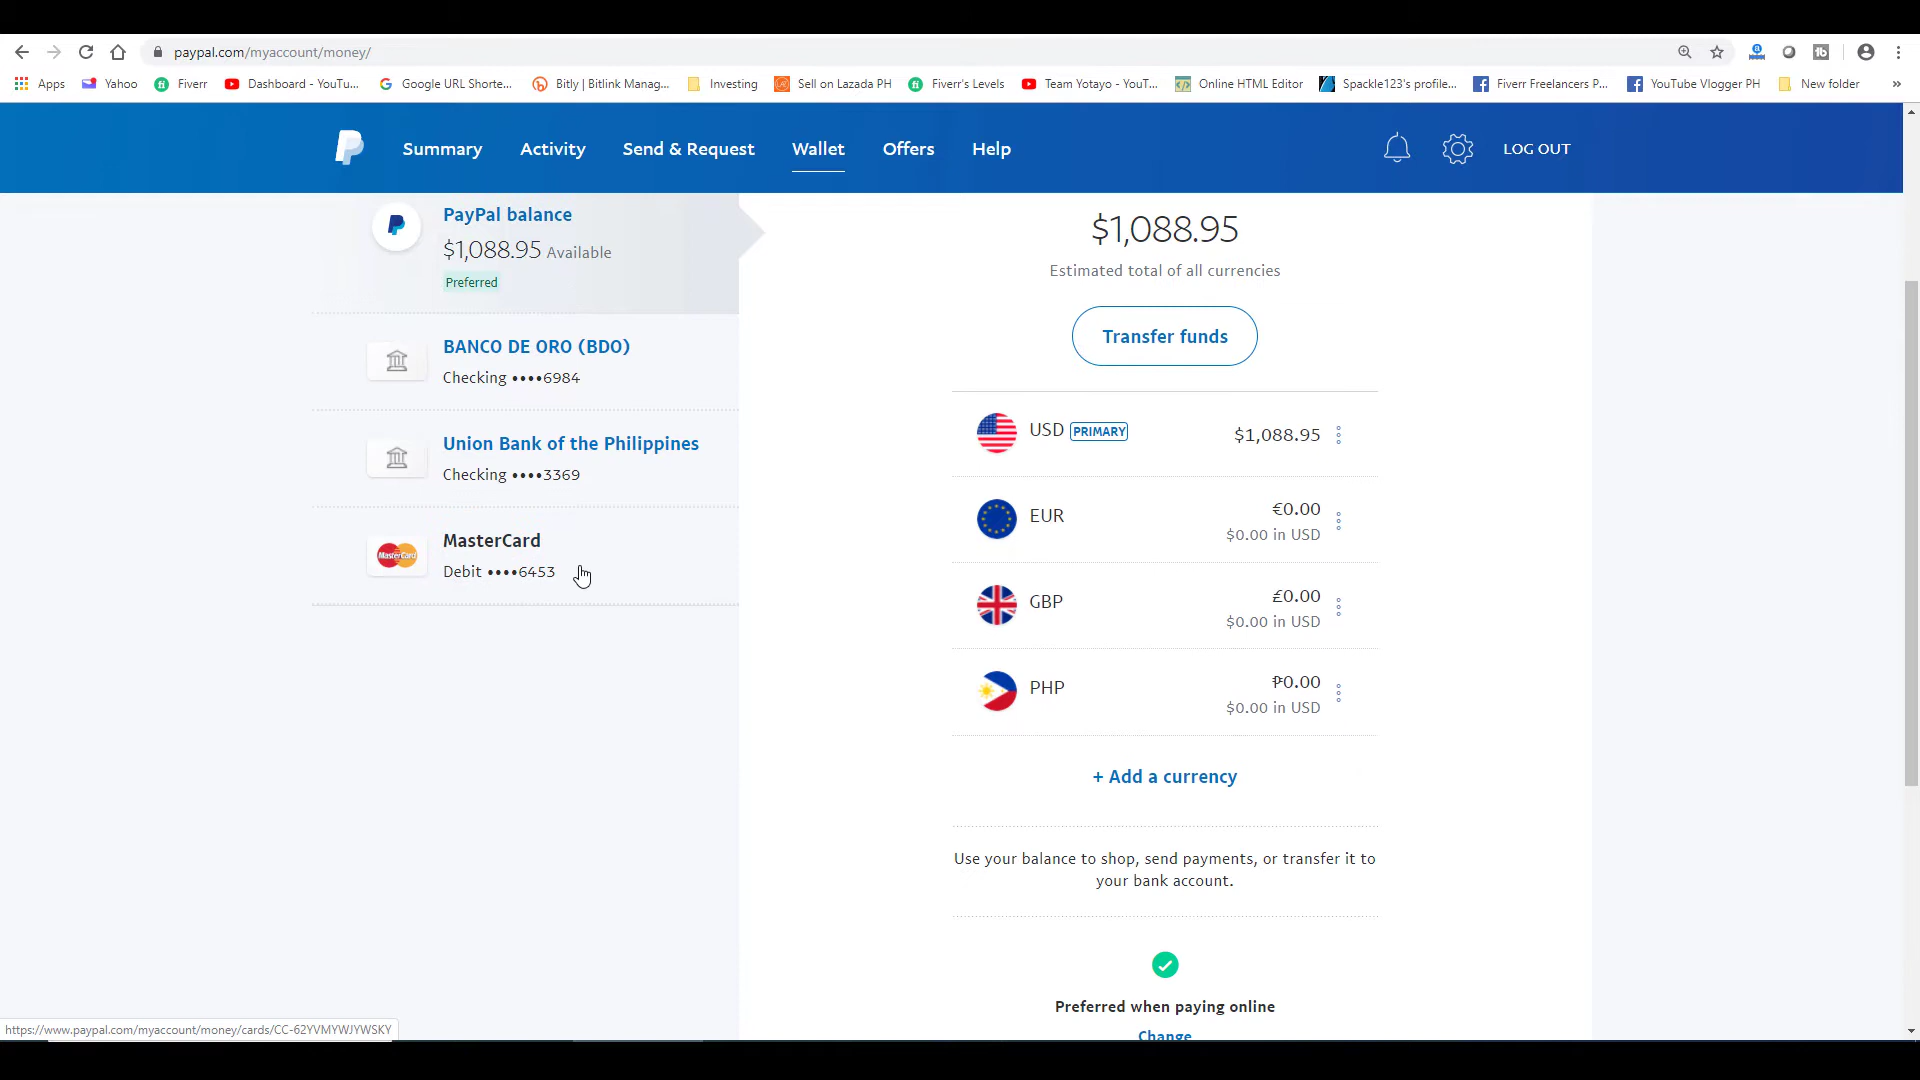 paypal.com/myaccount/money/
Apps Yahoo Fiverr Dashboard - YouTu... Google URL Shorte... Bitly | Bitlink Manag... Investing Sell on Lazada PH Fiverr's Levels Team Yotayo - YouT... Online HTML Editor Spackle123's profile... Fiverr Freelancers P... YouTube Vlogger PH New folder »
Summary Activity Send & Request Wallet Offers Help LOG OUT
PayPal balance
$1,088.95 Available
Preferred
BANCO DE ORO (BDO)
Checking ••••6984
Union Bank of the Philippines
Checking ••••3369
MasterCard
MasterCard
Debit ••••6453
$1,088.95
Estimated total of all currencies
Transfer funds
USD PRIMARY $1,088.95
EUR €0.00
$0.00 in USD
GBP £0.00
$0.00 in USD
PHP ₱0.00
$0.00 in USD
+ Add a currency
Use your balance to shop, send payments, or transfer it to
your bank account.
Preferred when paying online
Change
https://www.paypal.com/myaccount/money/cards/CC-62YVMYWJYWSKY